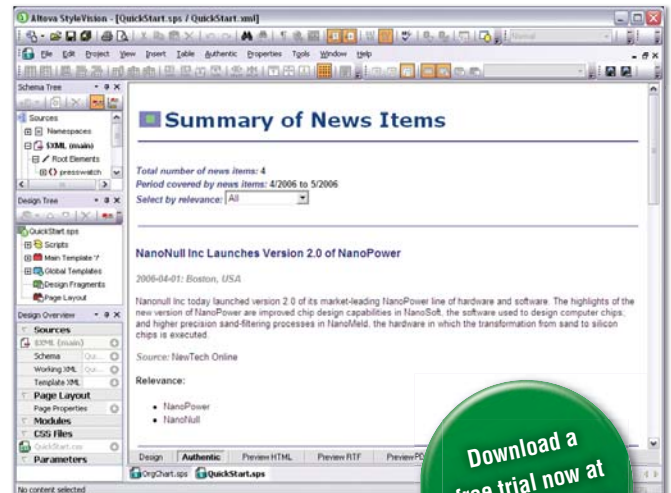 Altova StyleVision - [QuickStart.sps / QuickStart.xml]
Normal
File Edit Project View Insert Table Authentic Properties Tools Window Help
Schema Tree
Sources
Namespaces
$XML (main)
Root Elements
presswatch
Design Tree
QuickStart.sps
Scripts
Main Template '/'
Global Templates
Design Fragments
Page Layout
Design Overview
Sources
$XML (main)
Schema Qui...
Working XML Qui...
Template XML
Page Layout
Page Properties
Modules
CSS Files
QuickStart.css
Parameters
Summary of News Items
Total number of news items: 4
Period covered by news items: 4/2006 to 5/2006
Select by relevance: All
NanoNull Inc Launches Version 2.0 of NanoPower
2006-04-01: Boston, USA
Nanonull Inc today launched version 2.0 of its market-leading NanoPower line of hardware and software. The highlights of the
new version of NanoPower are improved chip design capabilities in NanoSoft, the software used to design computer chips;
and higher precision sand-filtering processes in NanoMeld, the hardware in which the transformation from sand to silicon
chips is executed.
Source: NewTech Online
Relevance:
• NanoPower
• NanoNull
Design Authentic Preview HTML Preview RTF Preview
OrgChart.sps QuickStart.sps
No content selected
Download a
free trial now at